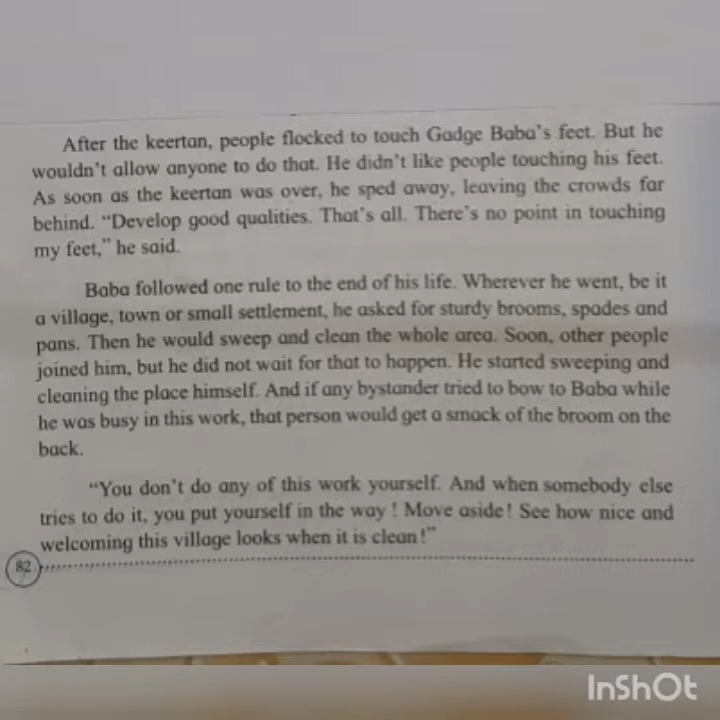 After the keertan, people flocked to touch Gadge Baba's feet. But he
wouldn't allow anyone to do that. He didn't like people touching his feet.
As soon as the keertan was over, he sped away, leaving the crowds far
behind. “Develop good qualities. That's all. There's no point in touching
my feet,” he said.
Baba followed one rule to the end of his life. Wherever he went, be it
a village, town or small settlement, he asked for sturdy brooms, spades and
pans. Then he would sweep and clean the whole area. Soon, other people
joined him, but he did not wait for that to happen. He started sweeping and
cleaning the place himself. And if any bystander tried to bow to Baba while
he was busy in this work, that person would get a smack of the broom on the
back.
“You don't do any of this work yourself. And when somebody else
tries to do it, you put yourself in the way ! Move aside! See how nice and
welcoming this village looks when it is clean!”
82
InShOt